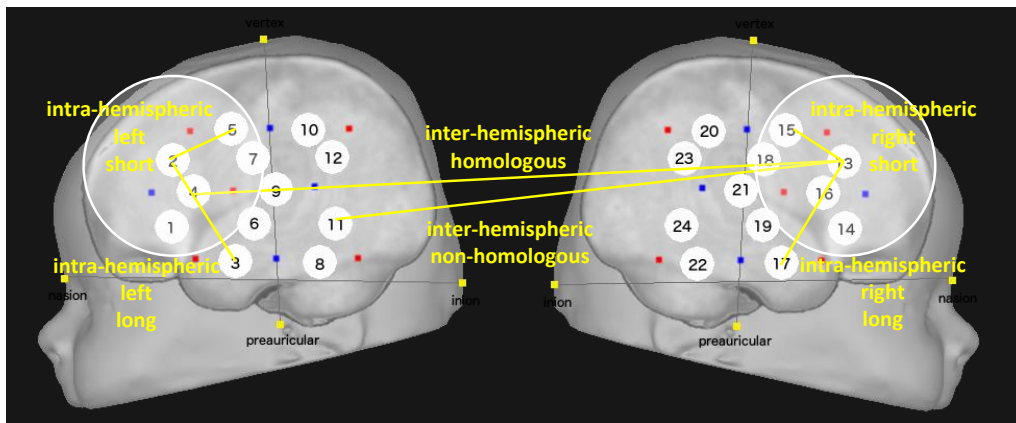 vertex
vertex
intra-hemispheric
left
short
inter-hemispheric
homologous
intra-hemispheric
right
short
5
10
2
7
12
4
9
1
6
11
3
8
20
15
23
18
13
21
16
24
19
14
22
17
inter-hemispheric
non-homologous
intra-hemispheric
left
long
intra-hemispheric
right
long
nasion
inion
inion
nasion
preauricular
preauricular